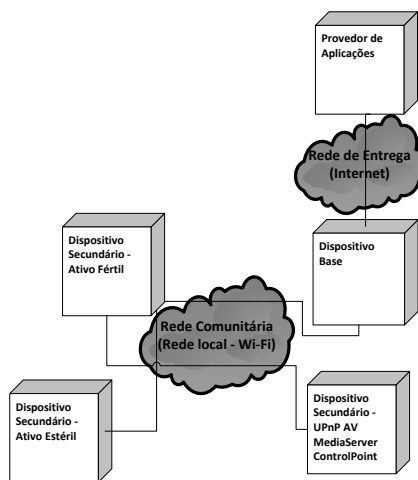 Provedor de
Aplicações
Rede de Entrega
(Internet)
Dispositivo
Secundário -
Ativo Fértil
Dispositivo
Base
Rede Comunitária
(Rede local - Wi-Fi)
Dispositivo
Secundário -
Ativo Estéril
Dispositivo
Secundário -
UPnP AV
MediaServer
ControlPoint